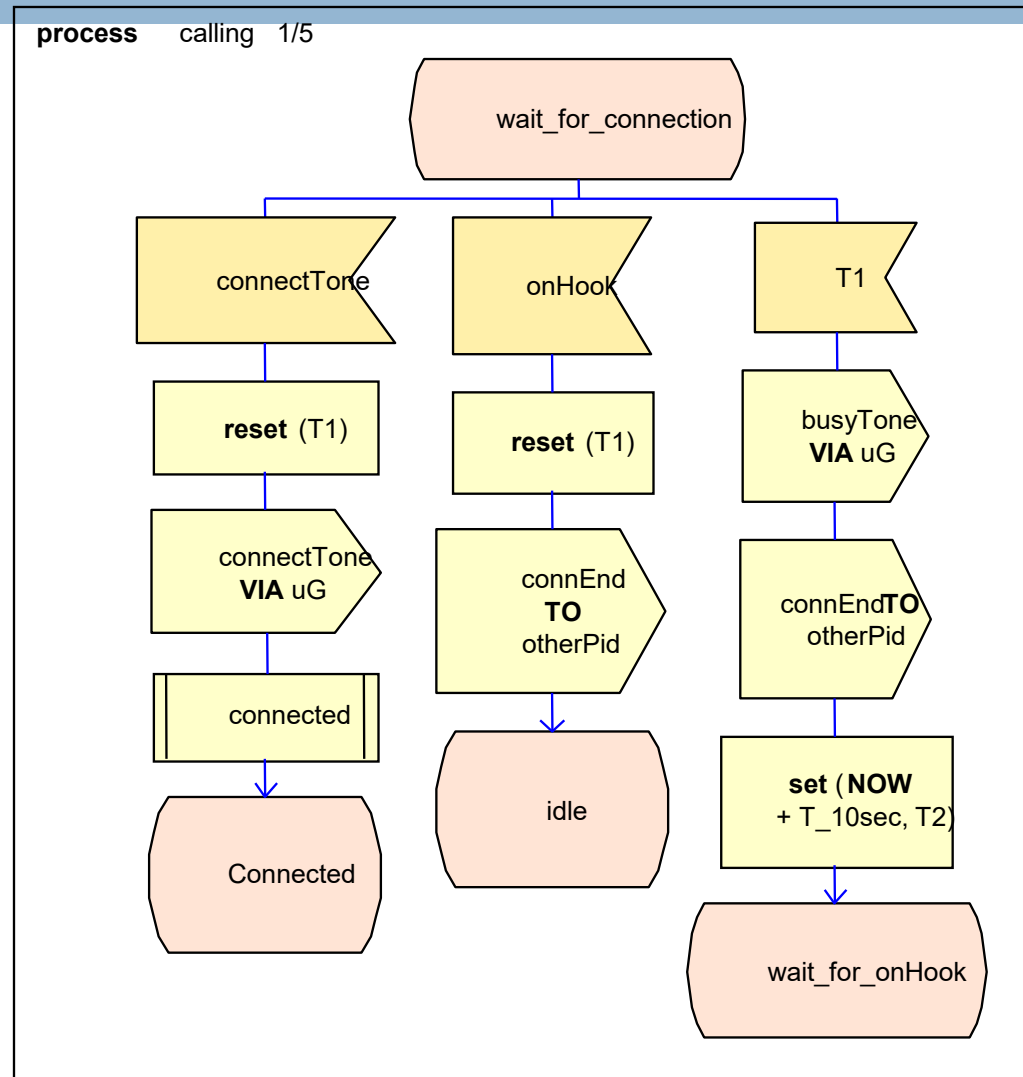 process calling 1/5
wait_for_connection
connectTone
reset (T1)
connectTone
VIA uG
connected
Connected
onHook
reset (T1)
connEnd
TO
otherPid
idle
T1
busyTone
VIA uG
connEndTO
otherPid
set (NOW
+ T_10sec, T2)
wait_for_onHook